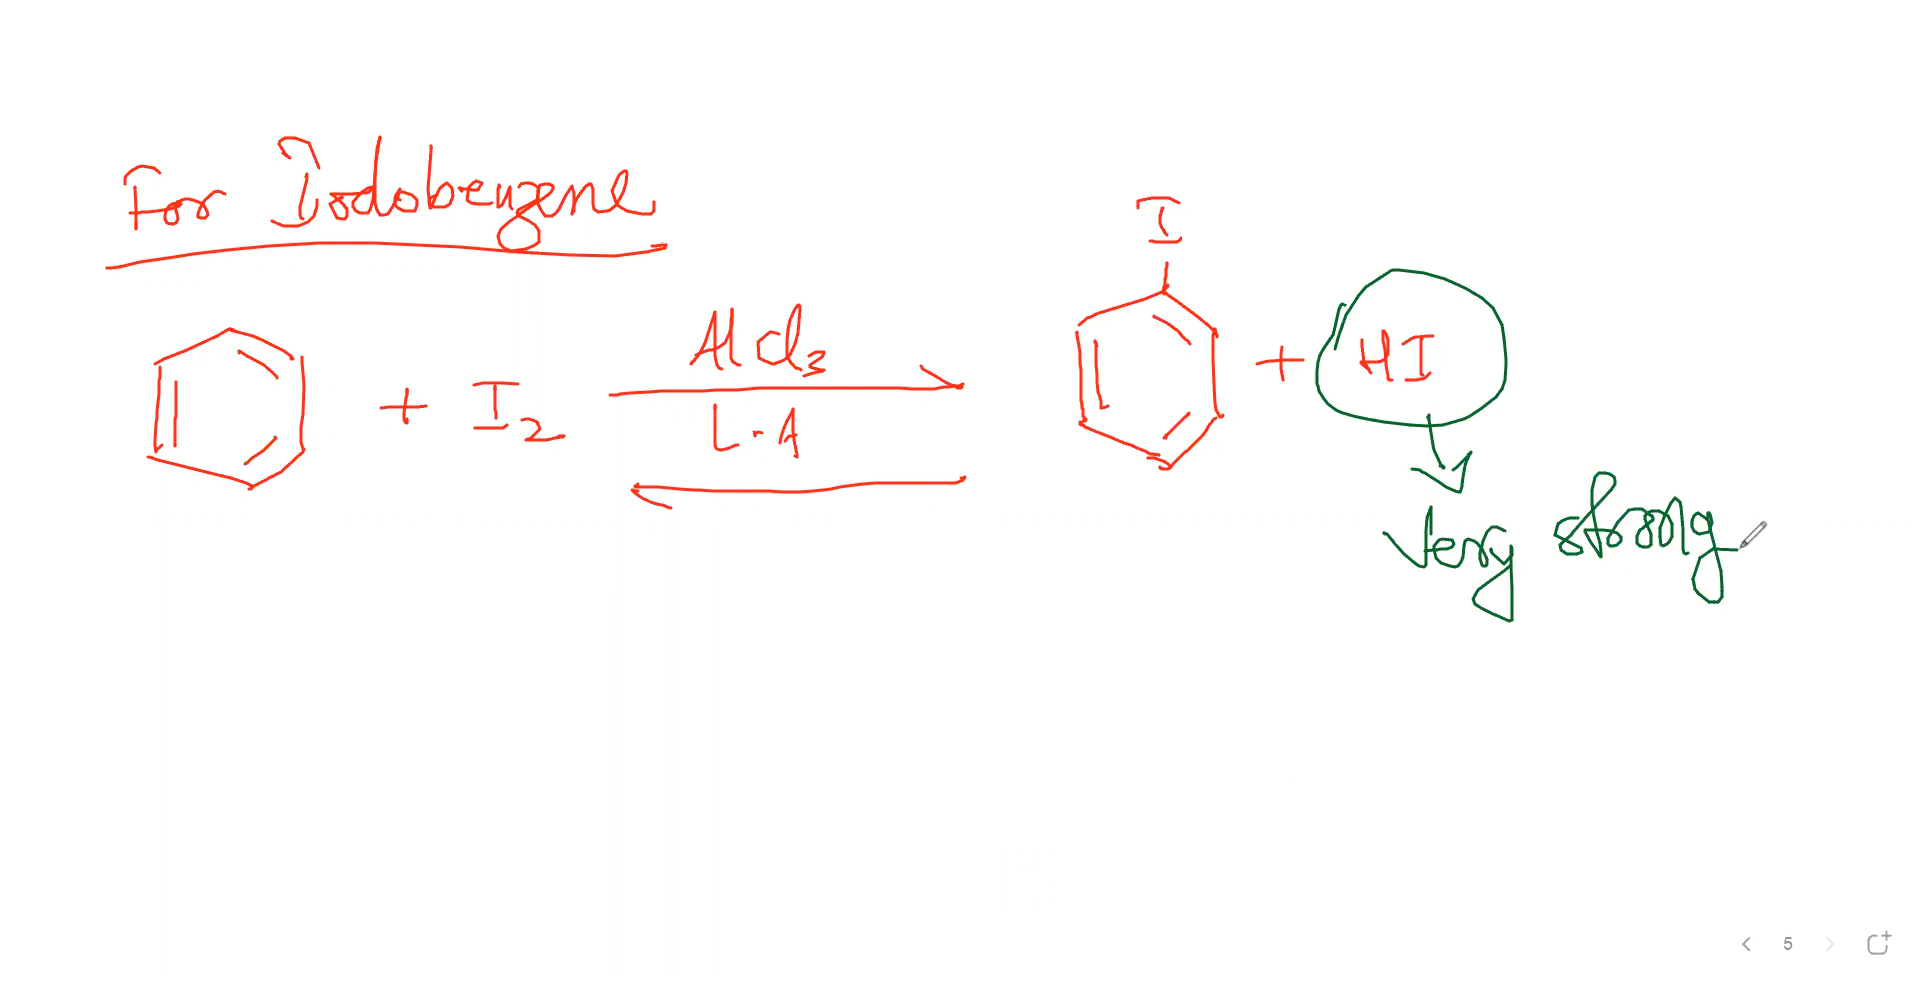 For Iodobenzene
I
+ I2 AlCl3 + HI
L.A
Very strong
5